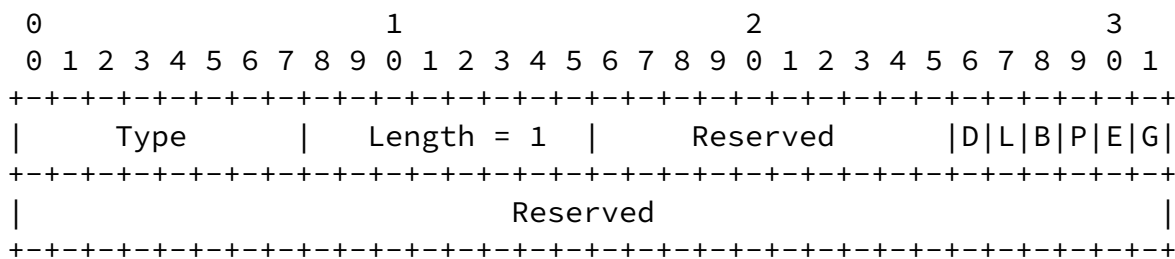 0                   1                   2                   3
 0 1 2 3 4 5 6 7 8 9 0 1 2 3 4 5 6 7 8 9 0 1 2 3 4 5 6 7 8 9 0 1
+-+-+-+-+-+-+-+-+-+-+-+-+-+-+-+-+-+-+-+-+-+-+-+-+-+-+-+-+-+-+-+-+
|      Type     |   Length = 1  |     Reserved      |D|L|B|P|E|G|
+-+-+-+-+-+-+-+-+-+-+-+-+-+-+-+-+-+-+-+-+-+-+-+-+-+-+-+-+-+-+-+-+
|                           Reserved                            |
+-+-+-+-+-+-+-+-+-+-+-+-+-+-+-+-+-+-+-+-+-+-+-+-+-+-+-+-+-+-+-+-+